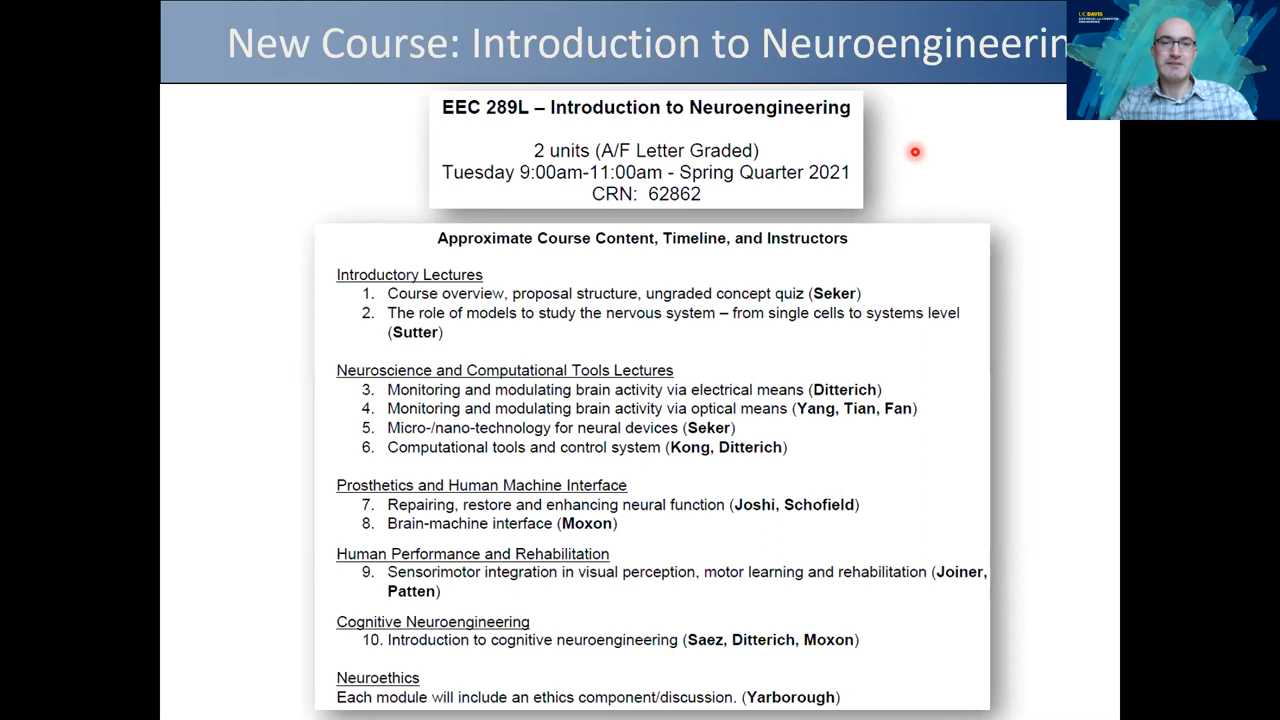 New Course: Introduction to Neuroengineerin
UCDAVIS
ELECTRICAL AND COMPUTER
ENGINEERING
EEC 289L – Introduction to Neuroengineering
2 units (A/F Letter Graded)
Tuesday 9:00am-11:00am - Spring Quarter 2021
CRN: 62862
Approximate Course Content, Timeline, and Instructors
Introductory Lectures
1. Course overview, proposal structure, ungraded concept quiz (Seker)
2. The role of models to study the nervous system – from single cells to systems level
(Sutter)
Neuroscience and Computational Tools Lectures
3. Monitoring and modulating brain activity via electrical means (Ditterich)
4. Monitoring and modulating brain activity via optical means (Yang, Tian, Fan)
5. Micro-/nano-technology for neural devices (Seker)
6. Computational tools and control system (Kong, Ditterich)
Prosthetics and Human Machine Interface
7. Repairing, restore and enhancing neural function (Joshi, Schofield)
8. Brain-machine interface (Moxon)
Human Performance and Rehabilitation
9. Sensorimotor integration in visual perception, motor learning and rehabilitation (Joiner,
Patten)
Cognitive Neuroengineering
10. Introduction to cognitive neuroengineering (Saez, Ditterich, Moxon)
Neuroethics
Each module will include an ethics component/discussion. (Yarborough)